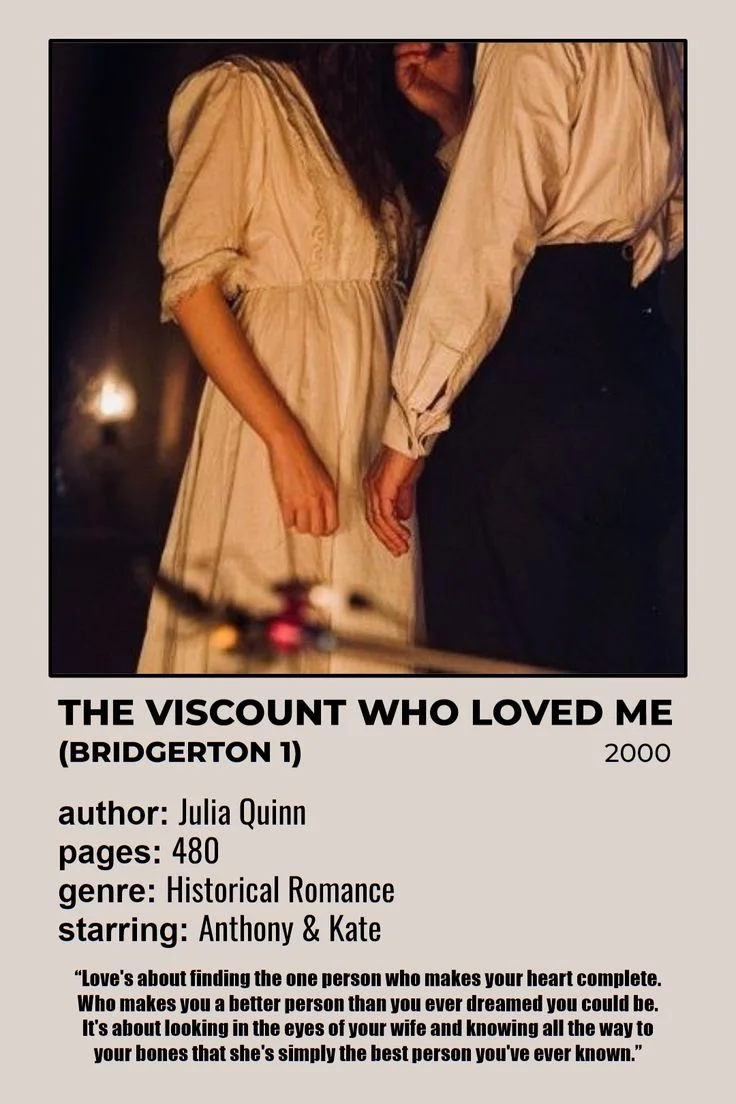 THE VISCOUNT WHO LOVED ME
(BRIDGERTON 1) 2000
author: Julia Quinn
pages: 480
genre: Historical Romance
starring: Anthony & Kate
“Love's about finding the one person who makes your heart complete.
Who makes you a better person than you ever dreamed you could be.
It's about looking in the eyes of your wife and knowing all the way to
your bones that she's simply the best person you've ever known.”